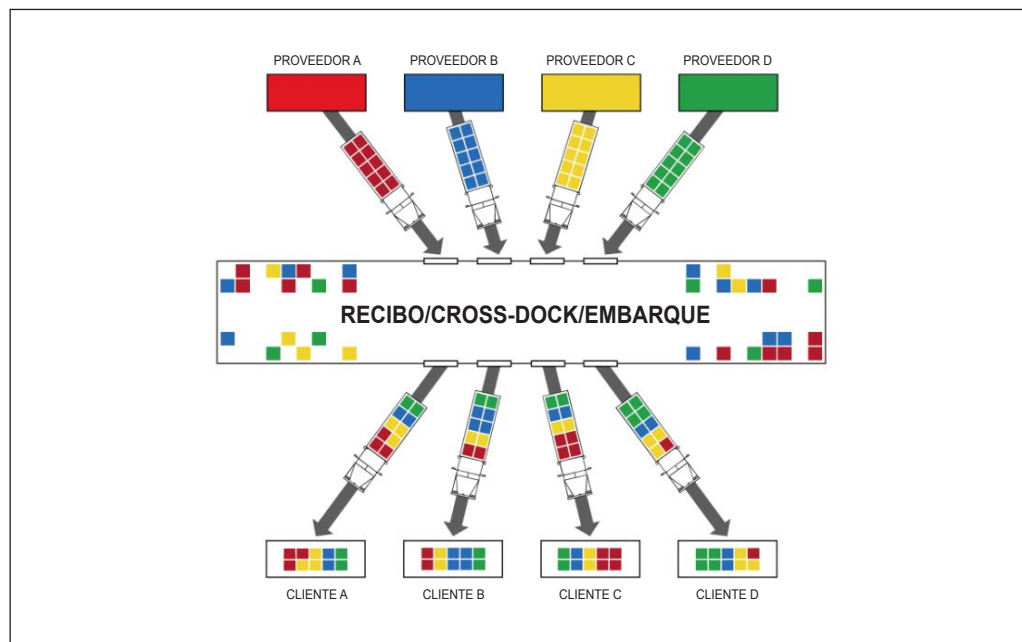 PROVEEDOR A PROVEEDOR B PROVEEDOR C PROVEEDOR D
RECIBO/CROSS-DOCK/EMBARQUE
CLIENTE A CLIENTE B CLIENTE C CLIENTE D